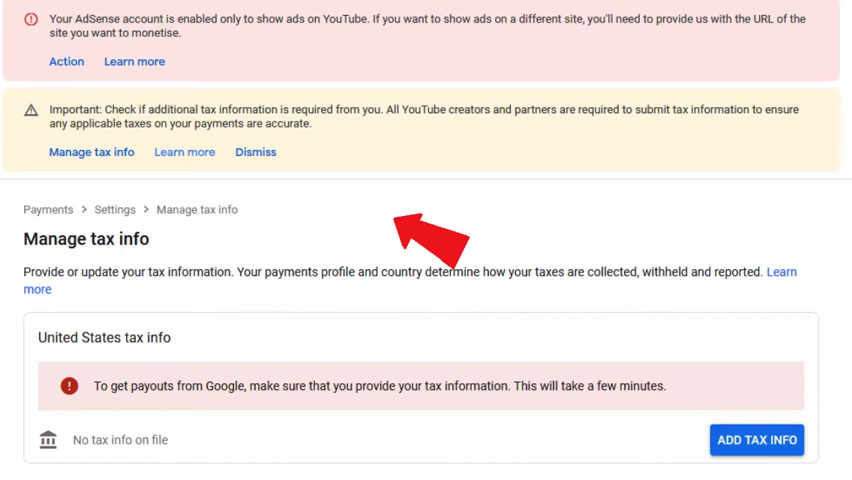 Your AdSense account is enabled only to show ads on YouTube. If you want to show ads on a different site, you'll need to provide us with the URL of the
site you want to monetise.
Action Learn more
Important: Check if additional tax information is required from you. All YouTube creators and partners are required to submit tax information to ensure
any applicable taxes on your payments are accurate.
Manage tax info Learn more Dismiss
Payments > Settings > Manage tax info
Manage tax info
Provide or update your tax information. Your payments profile and country determine how your taxes are collected, withheld and reported. Learn
more
United States tax info
To get payouts from Google, make sure that you provide your tax information. This will take a few minutes.
No tax info on file
ADD TAX INFO